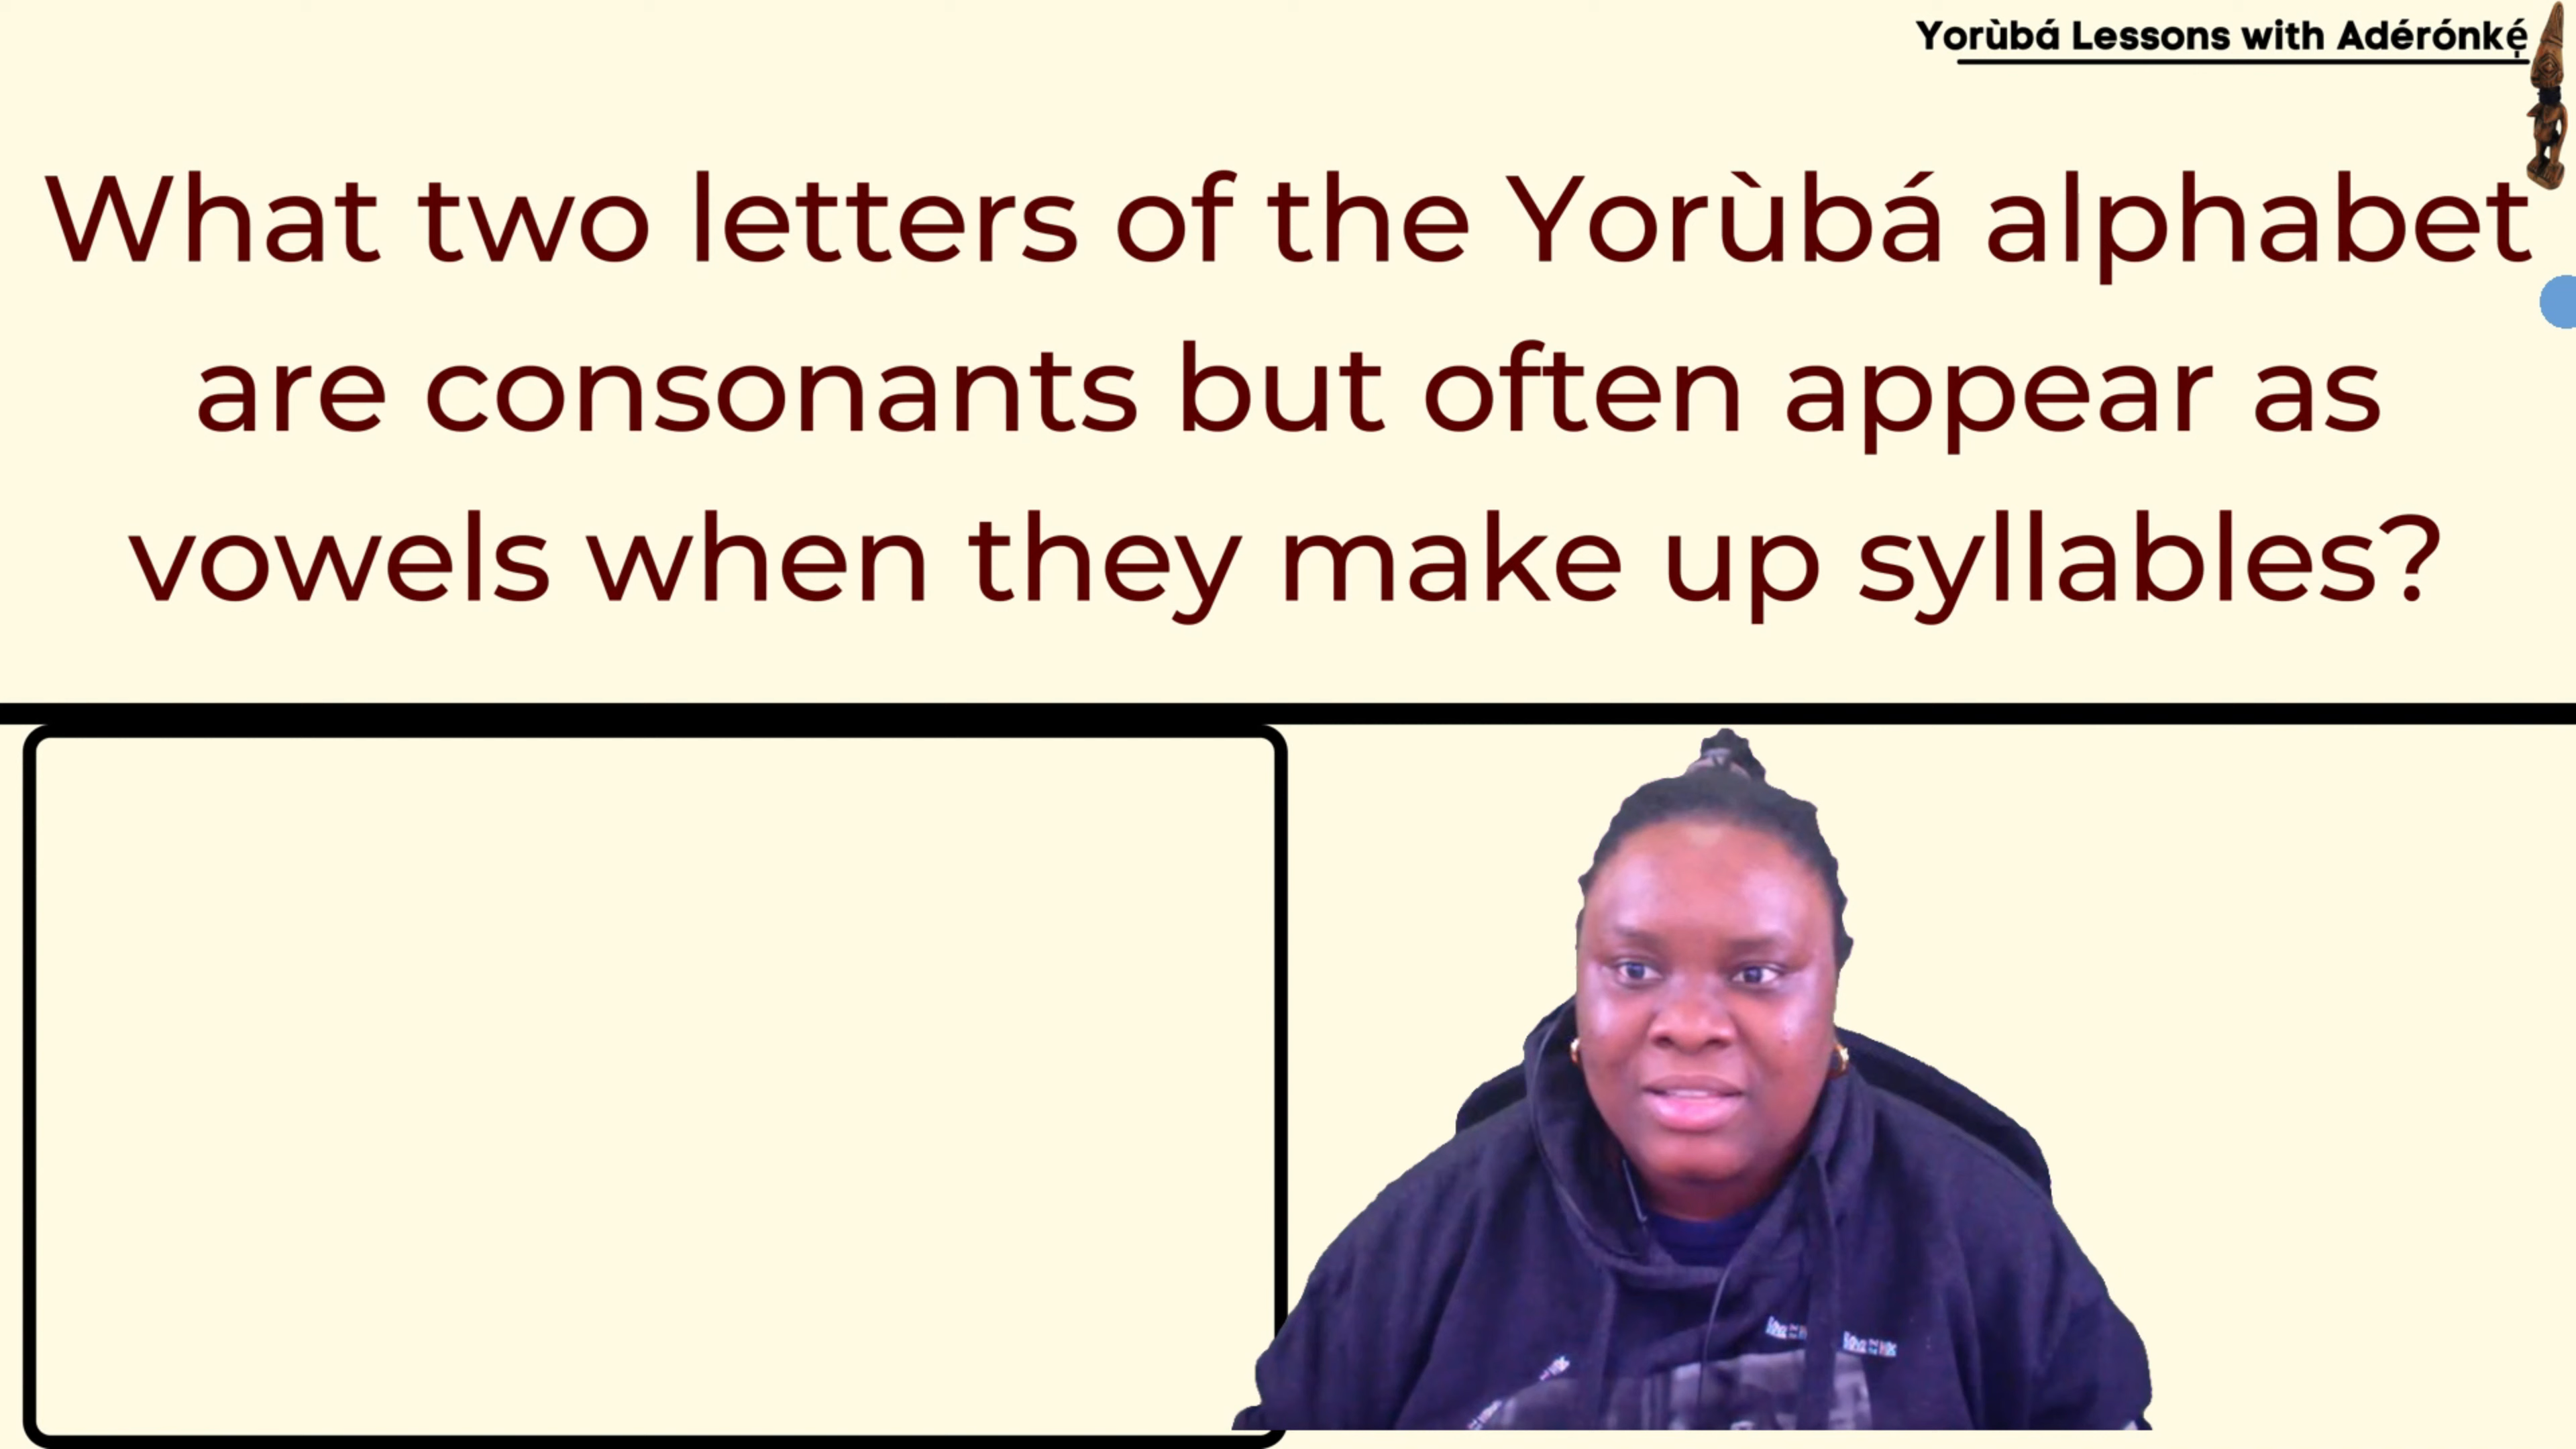 Yorùbá Lessons with Adérónkẹ́
What two letters of the Yorùbá alphabet
are consonants but often appear as
vowels when they make up syllables?